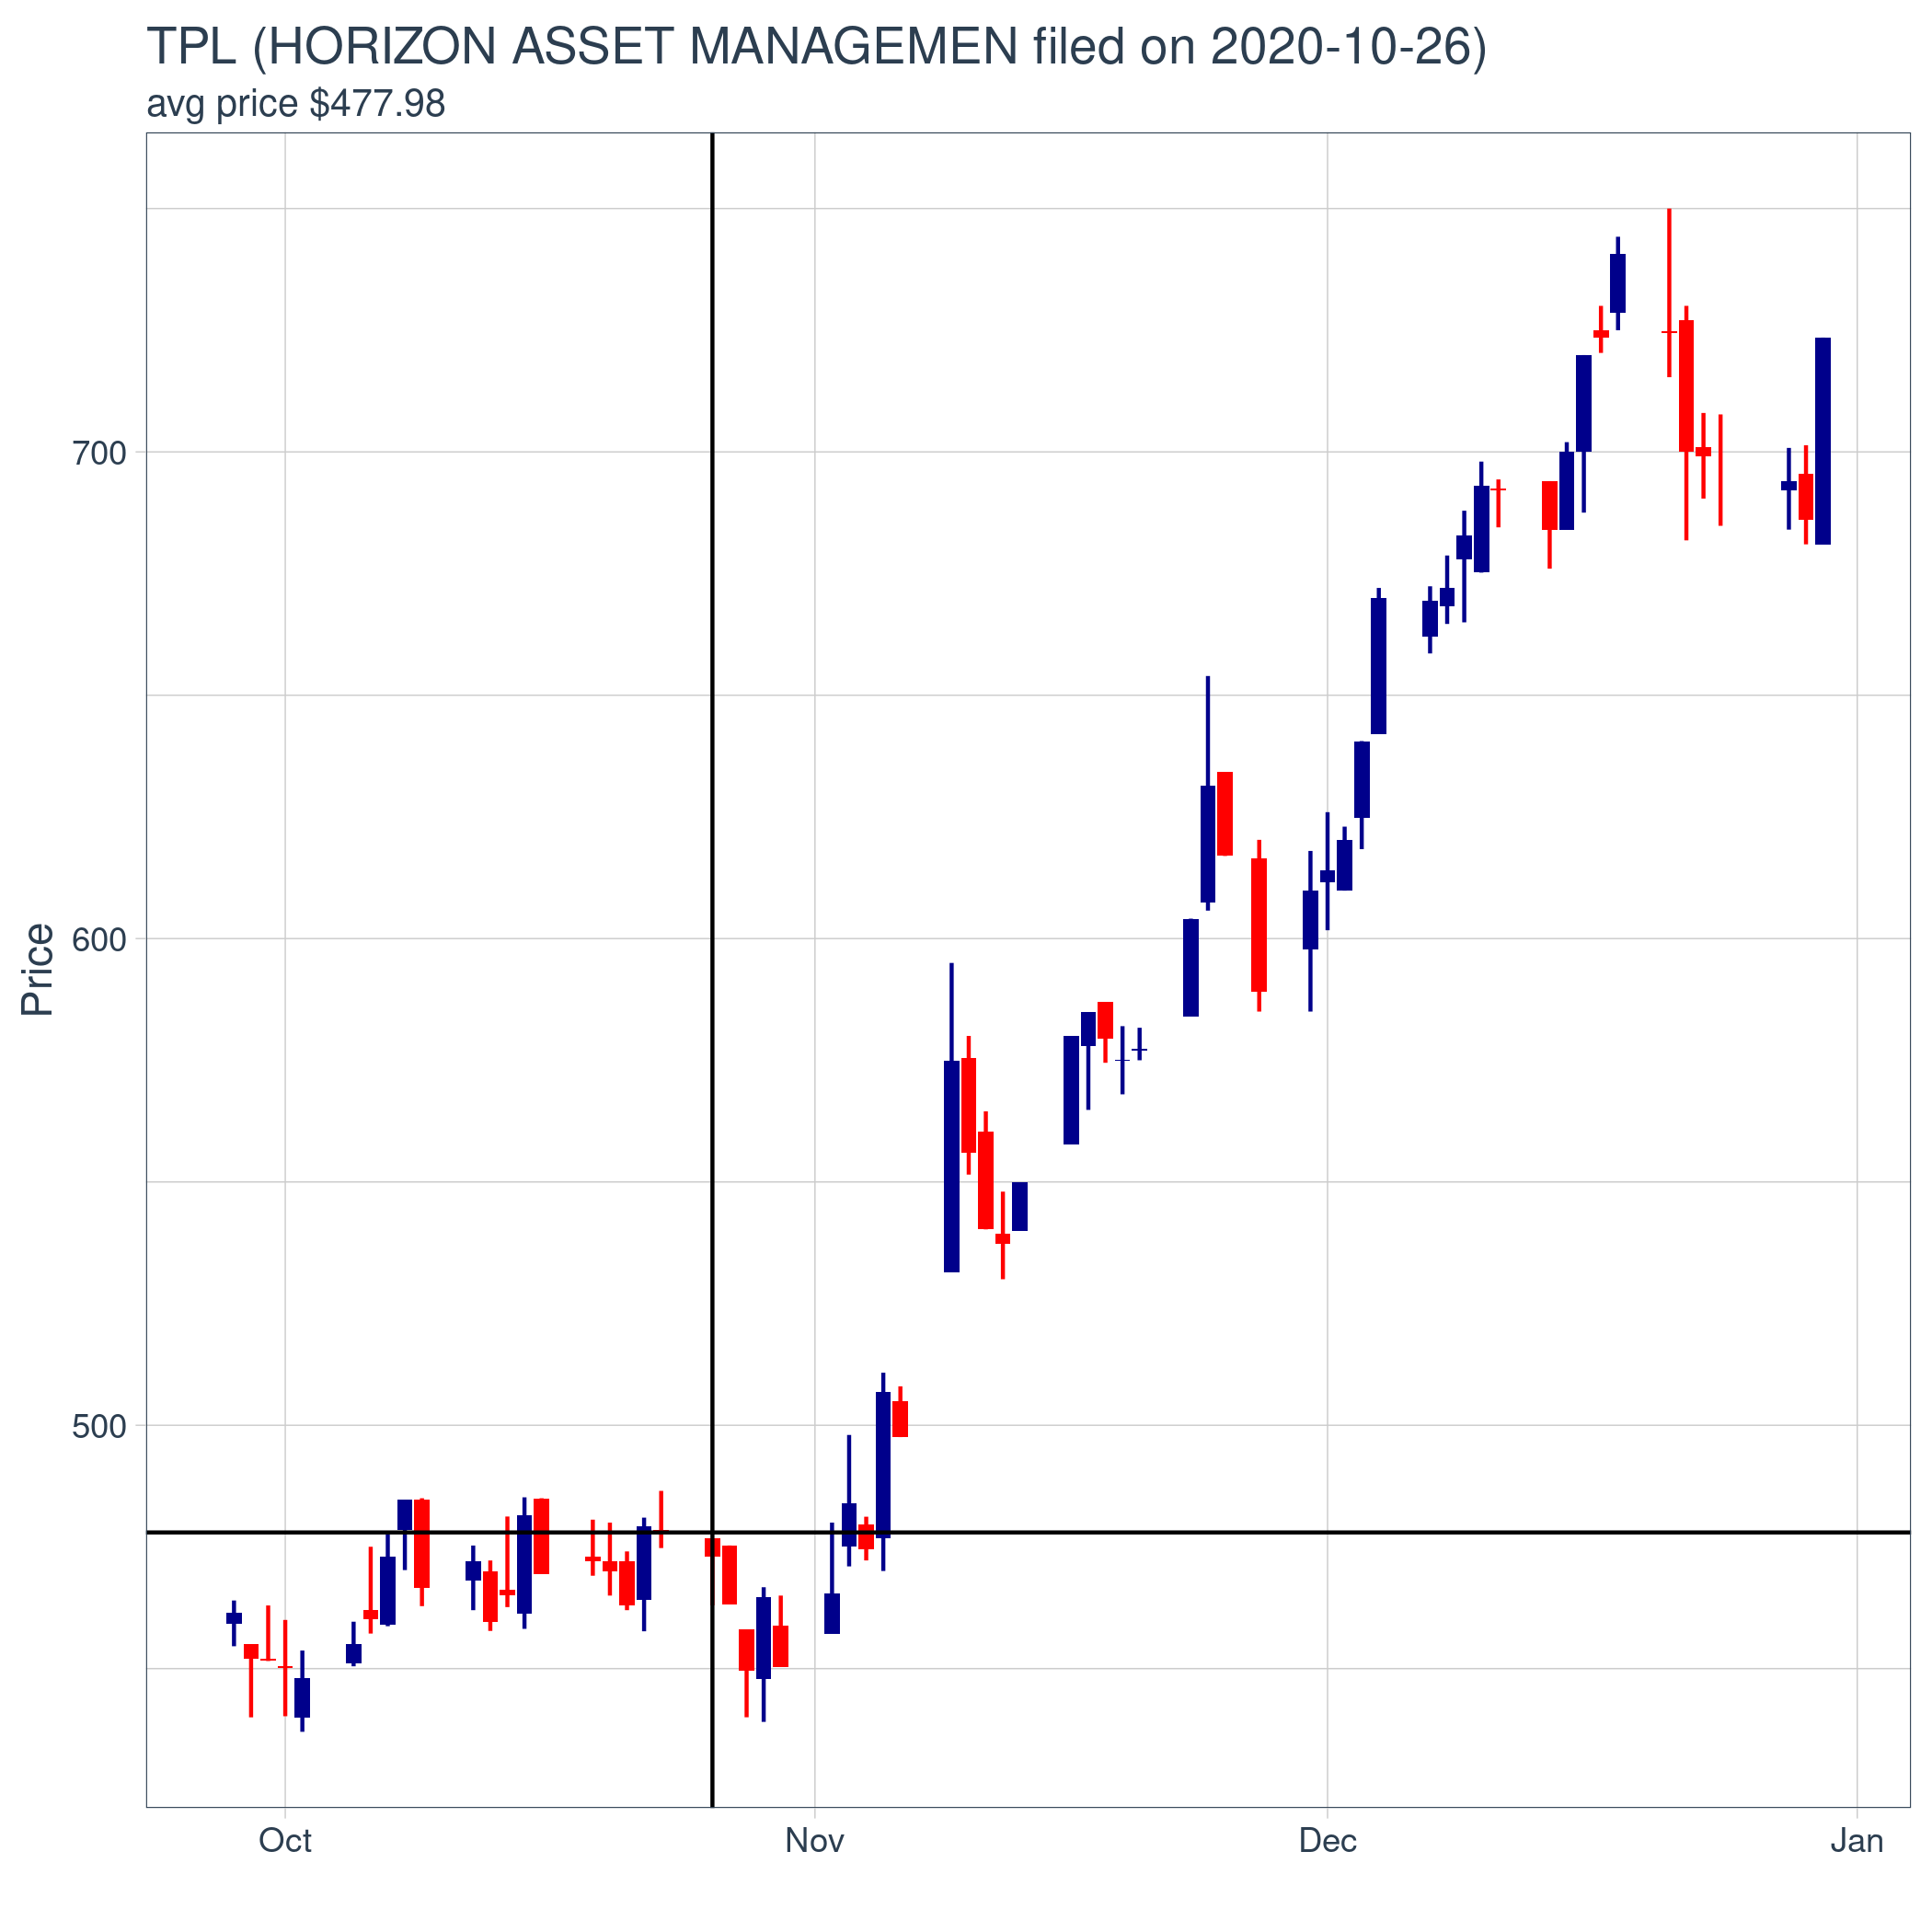 TPL (HORIZON ASSET MANAGEMEN filed on 2020-10-26)
avg price $477.98
700
600
Price
500
Oct Nov Dec Jan